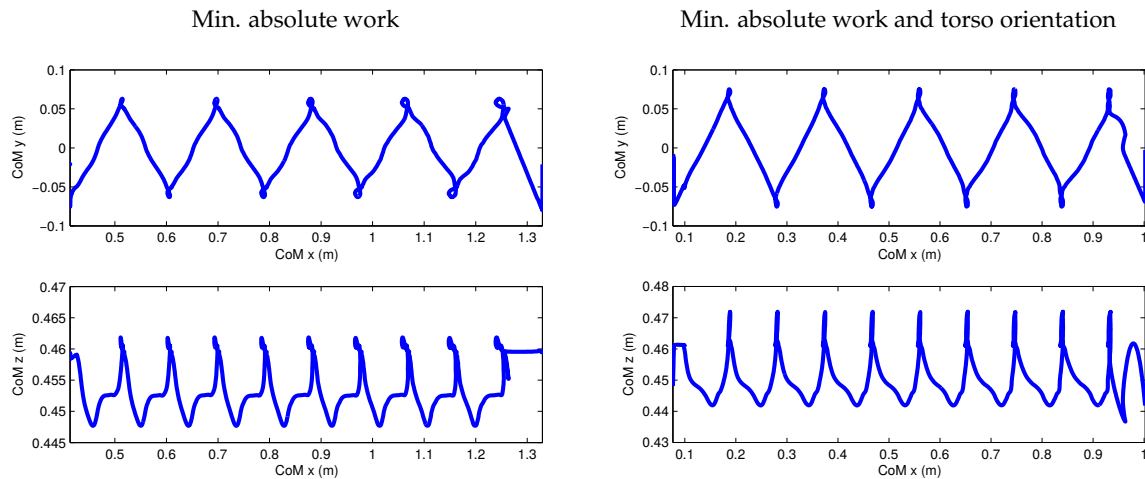 Min. absolute work
Min. absolute work and torso orientation
0.1
0.05
0
−0.05
−0.1
CoM y (m)
0.5 0.6 0.7 0.8 0.9 1 1.1 1.2 1.3
CoM x (m)
0.1
0.05
0
−0.05
−0.1
CoM y (m)
0.1 0.2 0.3 0.4 0.5 0.6 0.7 0.8 0.9 1
CoM x (m)
0.47
0.465
0.46
0.455
0.45
0.445
CoM z (m)
0.5 0.6 0.7 0.8 0.9 1 1.1 1.2 1.3
CoM x (m)
0.48
0.47
0.46
0.45
0.44
0.43
CoM z (m)
0.1 0.2 0.3 0.4 0.5 0.6 0.7 0.8 0.9 1
CoM x (m)